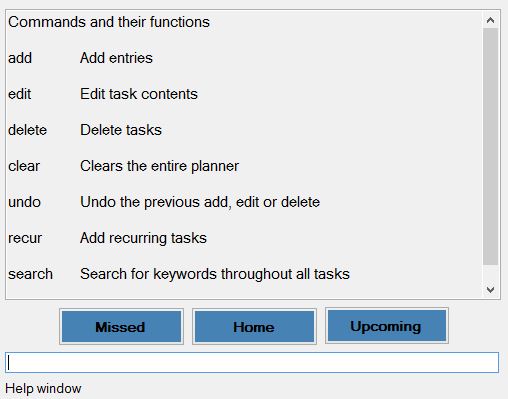 Commands and their functions
add Add entries
edit Edit task contents
delete Delete tasks
clear Clears the entire planner
undo Undo the previous add, edit or delete
recur Add recurring tasks
search Search for keywords throughout all tasks
Missed Home Upcoming
Help window